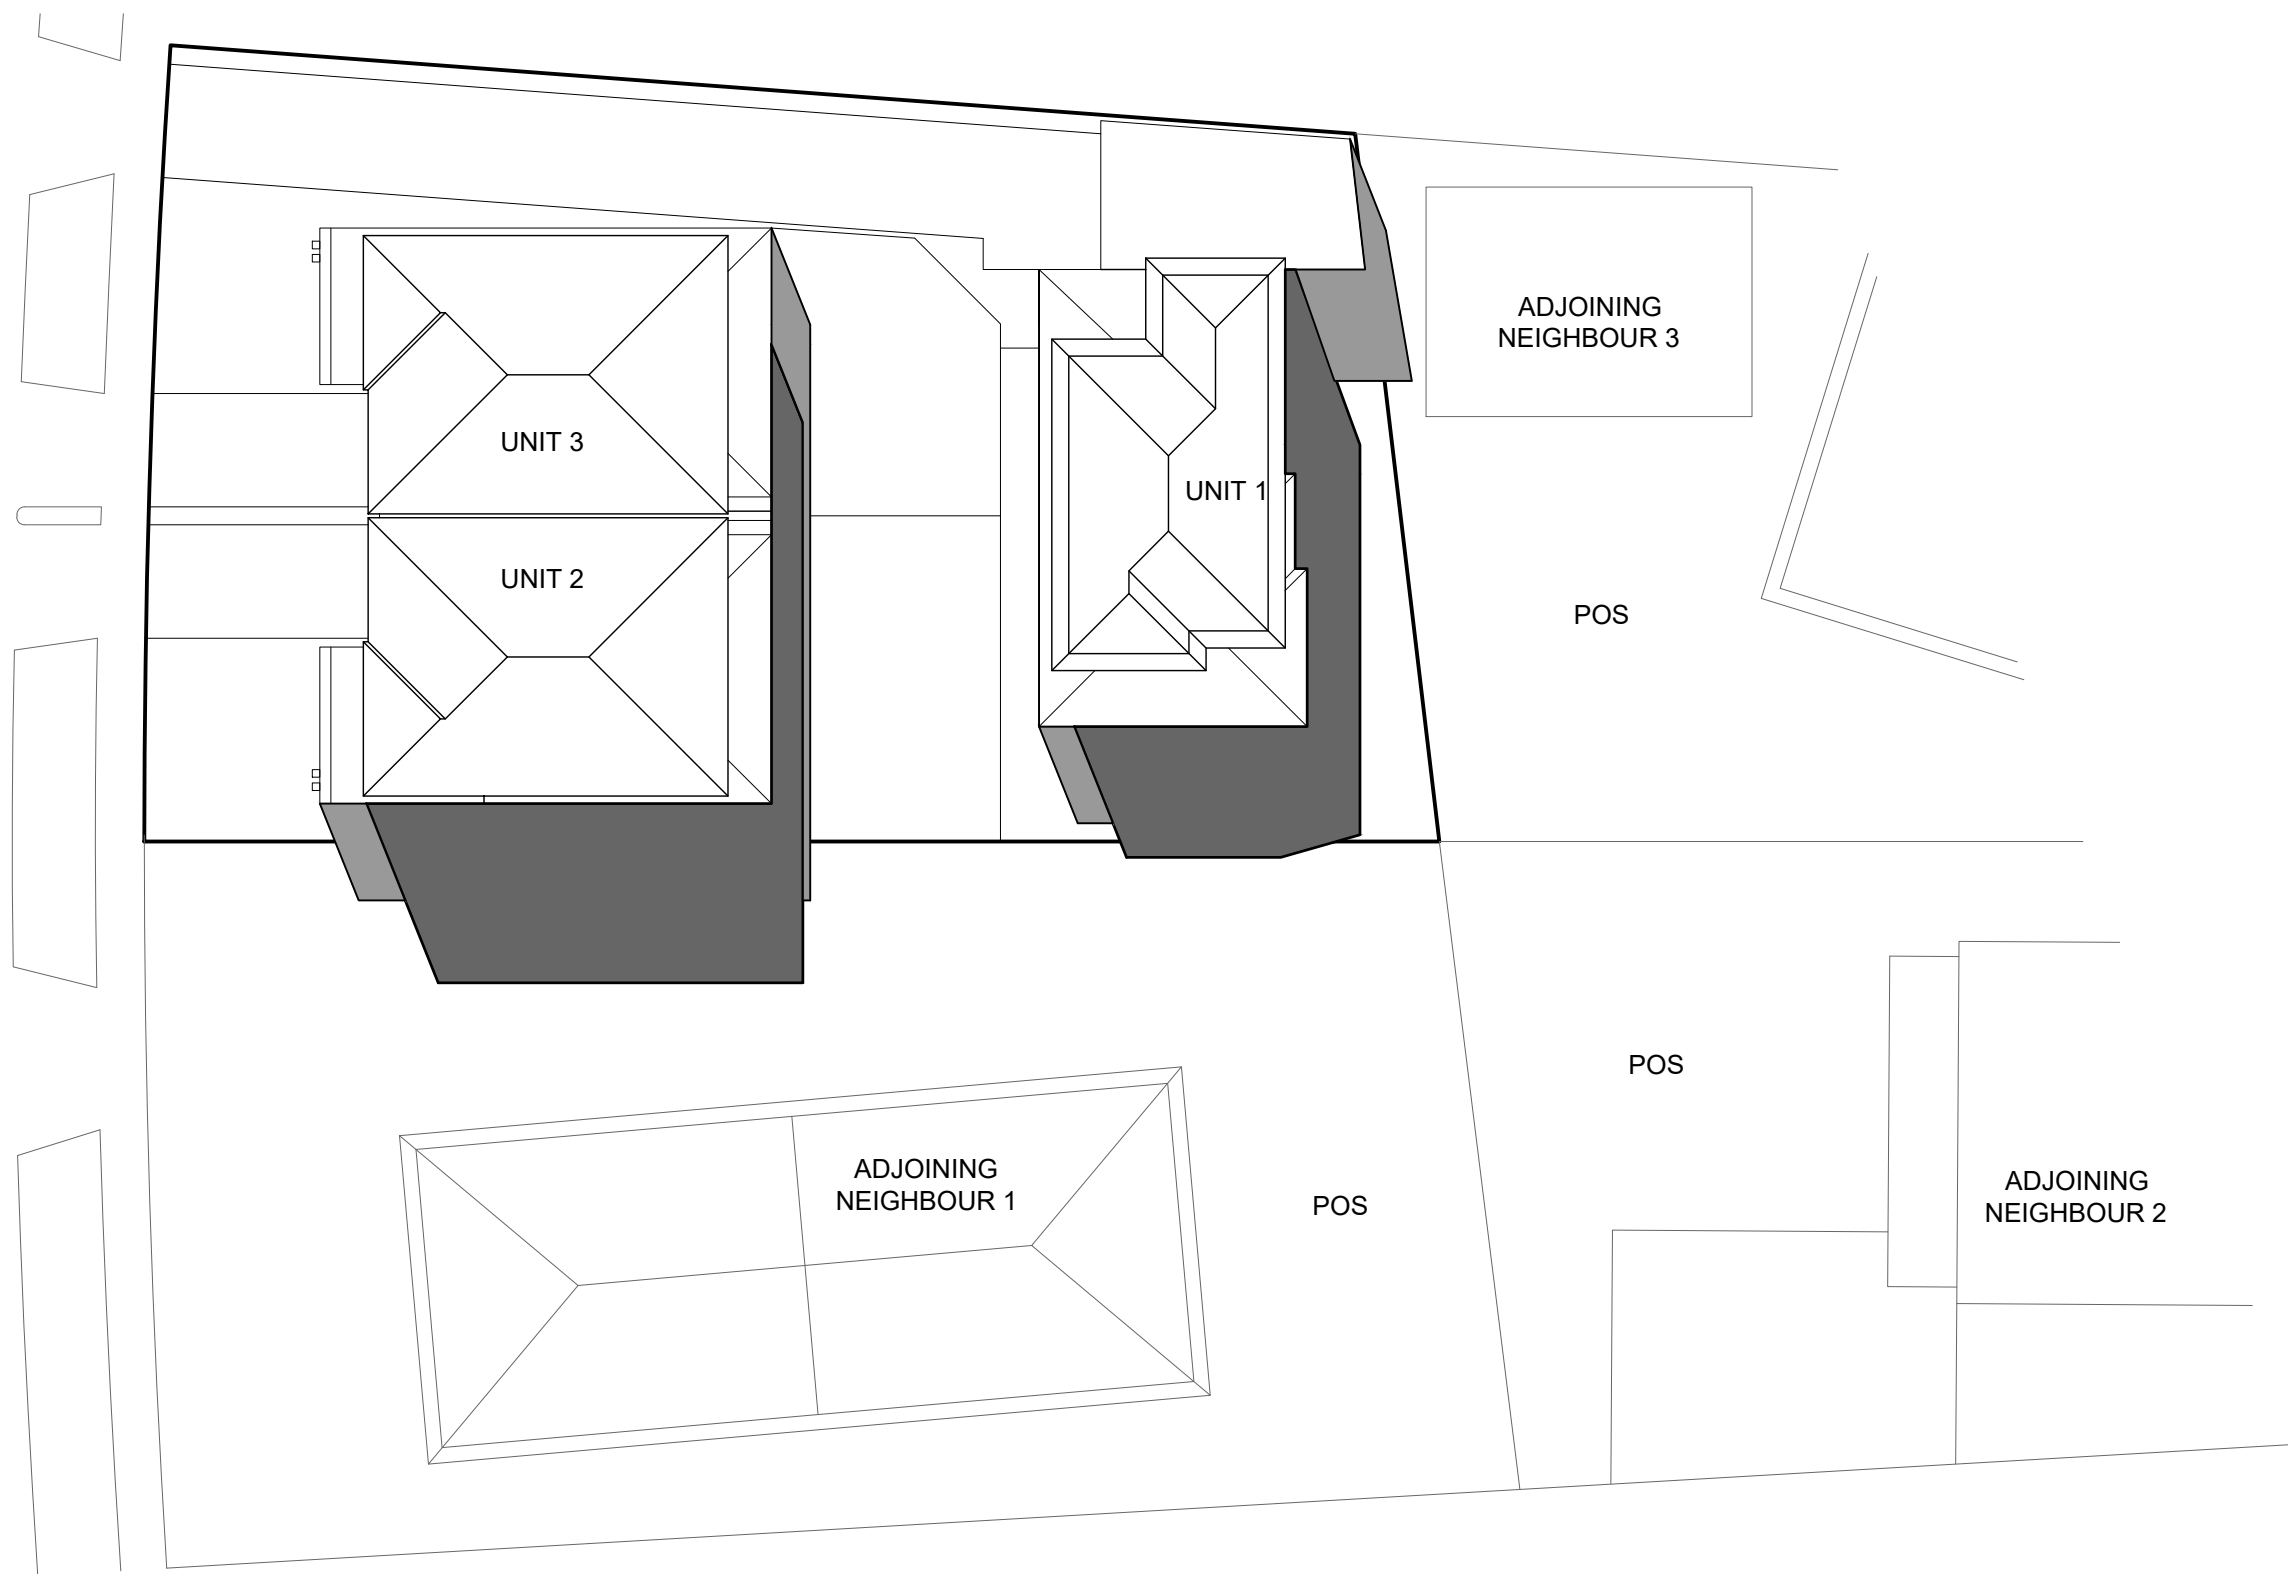 ADJOINING
NEIGHBOUR 3
UNIT 3
UNIT 1
UNIT 2
POS
POS
ADJOINING
NEIGHBOUR 1
POS
ADJOINING
NEIGHBOUR 2